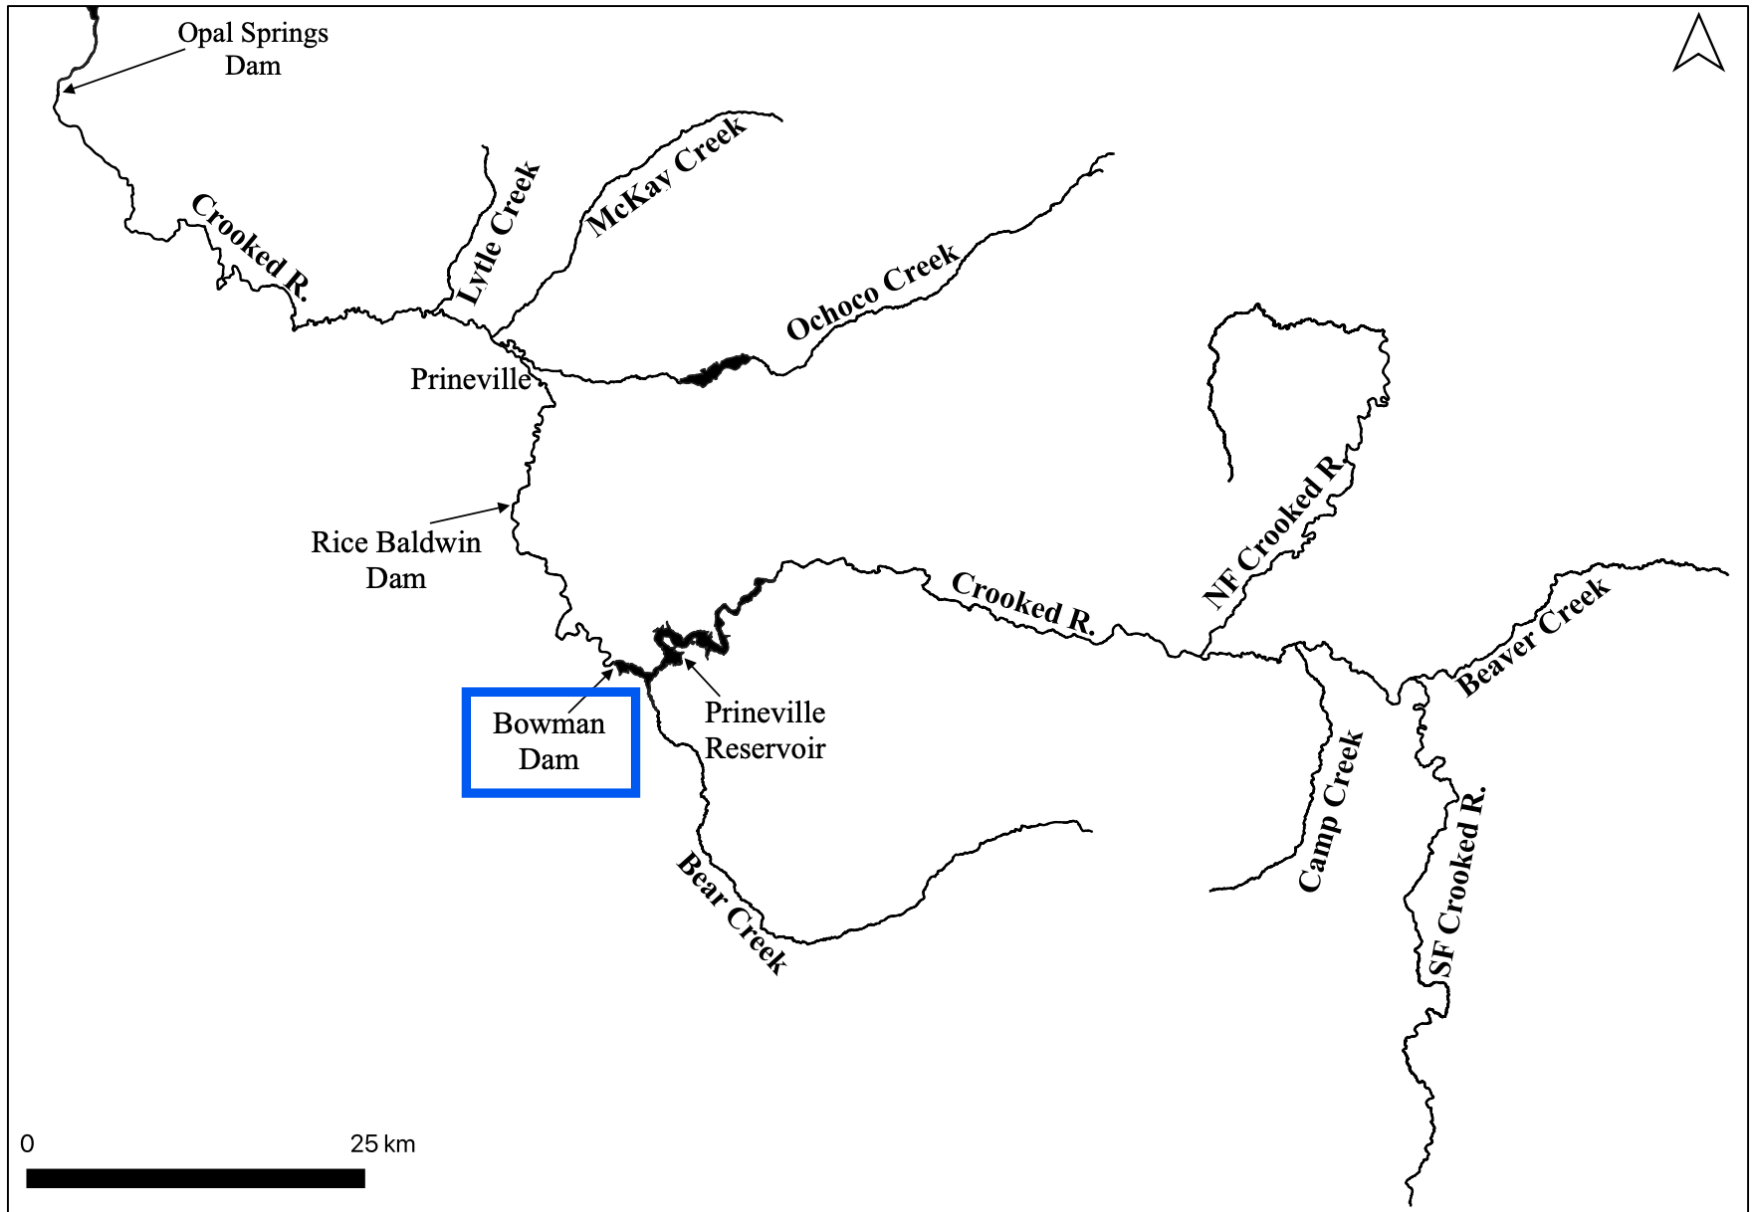 Opal Springs
Dam
Crooked R.
Lytle Creek
McKay Creek
Ochoco Creek
Prineville
Rice Baldwin
Dam
Crooked R.
NF Crooked R.
Beaver Creek
Bowman
Dam
Prineville
Reservoir
Camp Creek
SF Crooked R.
Bear Creek
0
25 km